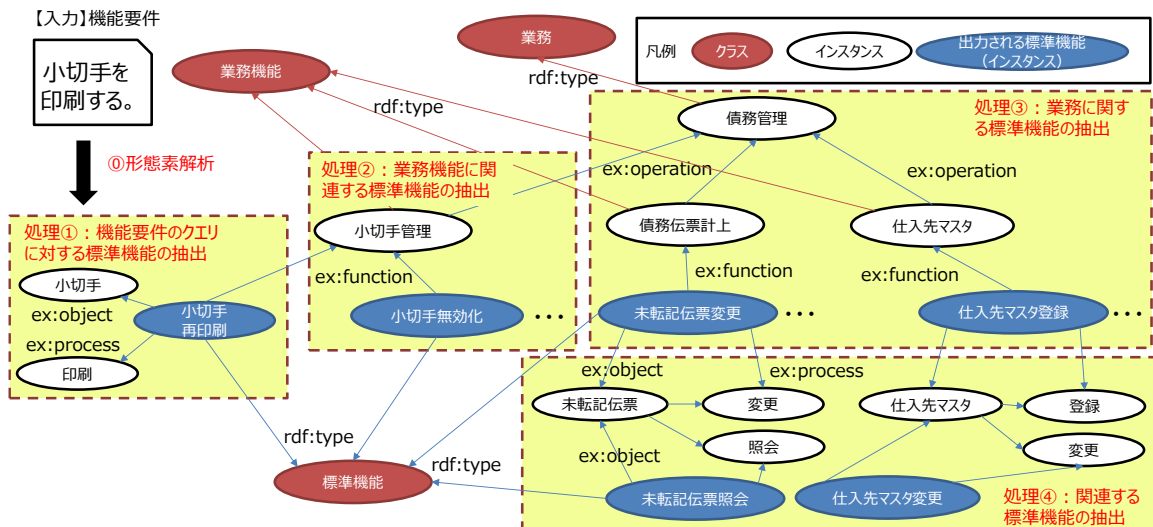 【入力】機能要件
小切手を
印刷する。
⓪形態素解析
業務機能
業務
凡例
クラス
インスタンス
出力される標準機能
（インスタンス）
rdf:type
rdf:type
処理①：機能要件のクエリ
に対する標準機能の抽出
小切手
ex:object
小切手
再印刷
ex:process
印刷
処理②：業務機能に関
連する標準機能の抽出
小切手管理
ex:function
小切手無効化
…
処理③：業務に関す
る標準機能の抽出
債務管理
ex:operation
ex:operation
債務伝票計上
仕入先マスタ
ex:function
ex:function
未転記伝票変更
…
仕入先マスタ登録
…
ex:object
ex:process
未転記伝票
変更
仕入先マスタ
登録
照会
変更
ex:object
未転記伝票照会
仕入先マスタ変更
処理④：関連する
標準機能の抽出
rdf:type
rdf:type
標準機能